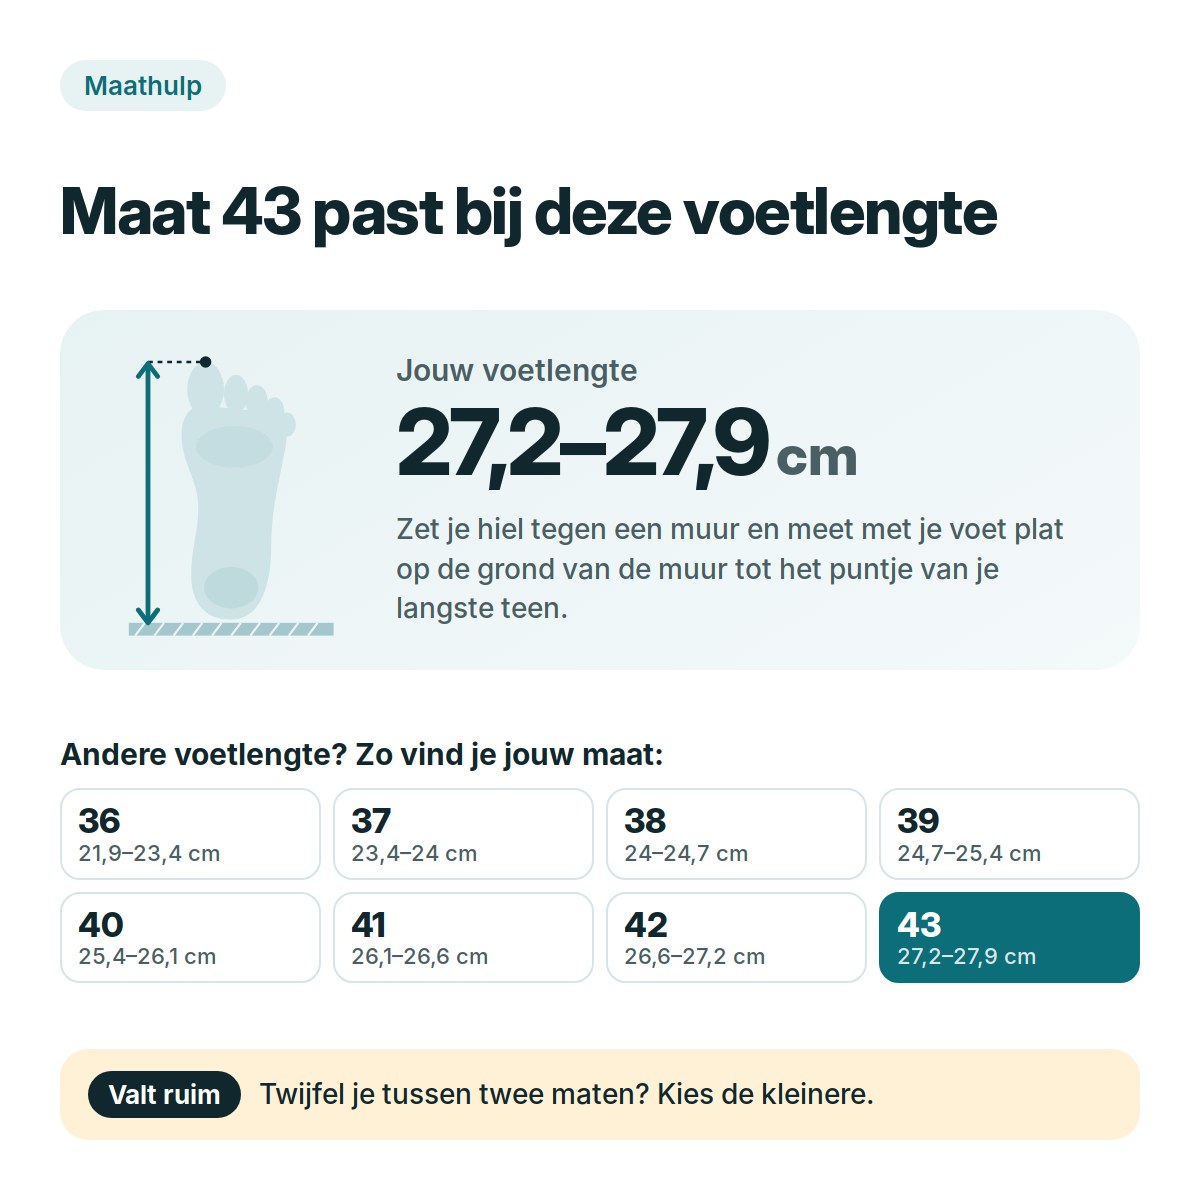 Maathulp
Maat 43 past bij deze voetlengte
Jouw voetlengte
27,2–27,9 cm
Zet je hiel tegen een muur en meet met je voet plat
op de grond van de muur tot het puntje van je
langste teen.
Andere voetlengte? Zo vind je jouw maat:
36
21,9–23,4 cm
37
23,4–24 cm
38
24–24,7 cm
39
24,7–25,4 cm
40
25,4–26,1 cm
41
26,1–26,6 cm
42
26,6–27,2 cm
43
27,2–27,9 cm
Valt ruim Twijfel je tussen twee maten? Kies de kleinere.